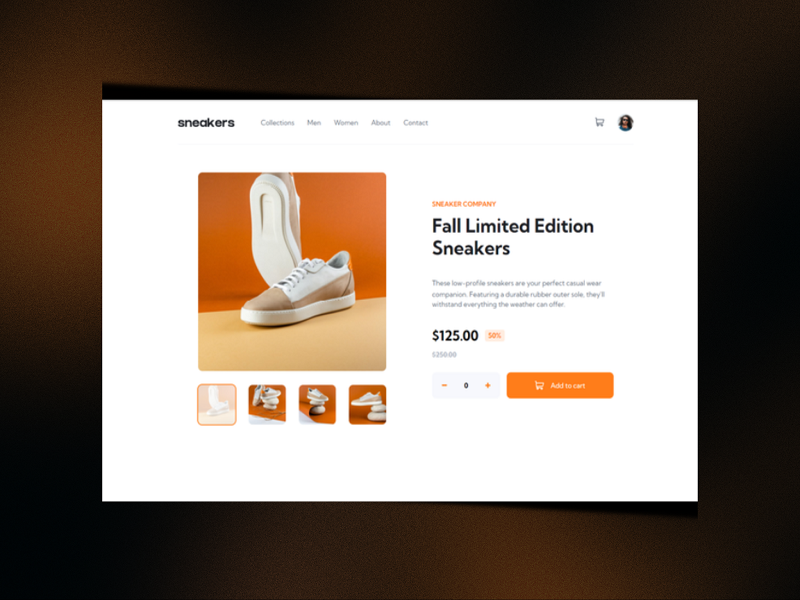 sneakers Collections Men Women About Contact
SNEAKER COMPANY
Fall Limited Edition
Sneakers
These low-profile sneakers are your perfect casual wear
companion. Featuring a durable rubber outer sole, they'll
withstand everything the weather can offer.
$125.00 50%
$250.00
− 0 + Add to cart